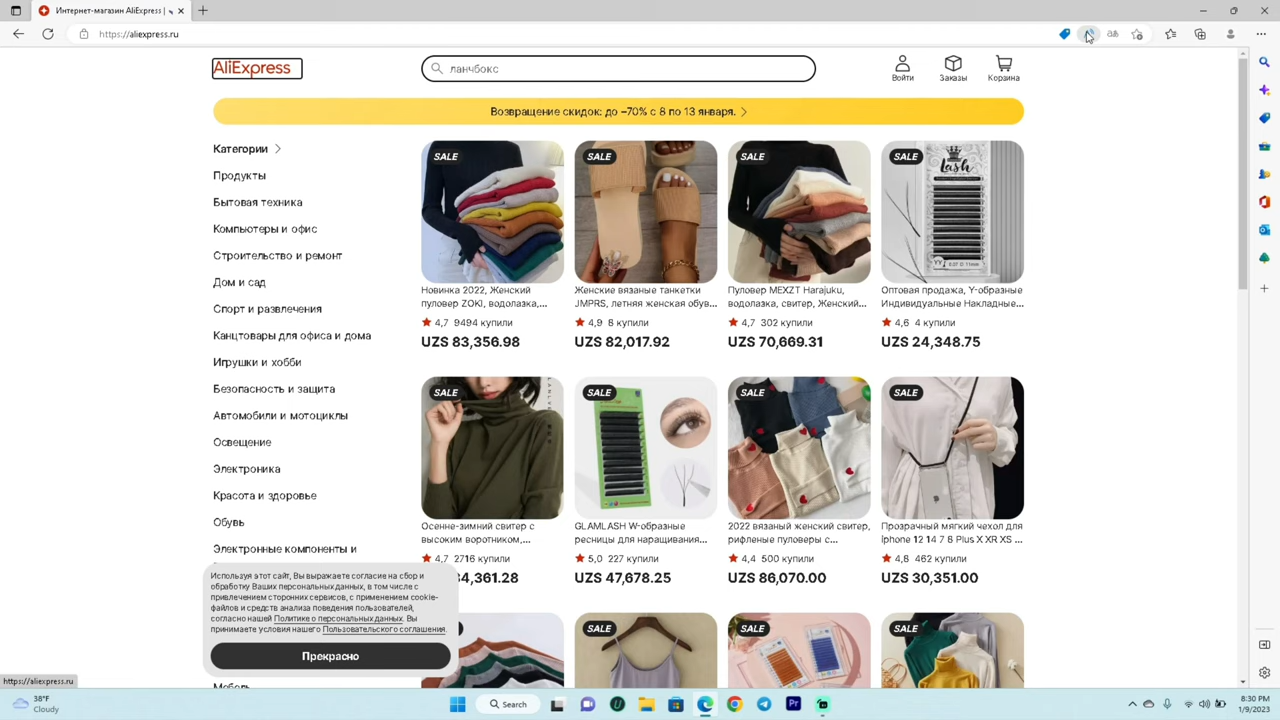 Интернет-магазин AliExpress |
https://aliexpress.ru
AliExpress
ланчбокс
Войти
Заказы
Корзина
Возвращение скидок: до −70% с 8 по 13 января.
Категории
Продукты
Бытовая техника
Компьютеры и офис
Строительство и ремонт
Дом и сад
Спорт и развлечения
Канцтовары для офиса и дома
Игрушки и хобби
Безопасность и защита
Автомобили и мотоциклы
Освещение
Электроника
Красота и здоровье
Обувь
Электронные компоненты и
Мебель
SALE
Новинка 2022, Женский
пуловер ZOKI, водолазка,...
4,7 9494 купили
UZS 83,356.98
SALE
Женские вязаные танкетки
JMPRS, летняя женская обув...
4,9 8 купили
UZS 82,017.92
SALE
Пуловер MEXZT Harajuku,
водолазка, свитер, Женский...
4,7 302 купили
UZS 70,669.31
SALE
Lash
Оптовая продажа, Y-образные
Индивидуальные Накладные...
4,6 4 купили
UZS 24,348.75
SALE
Осенне-зимний свитер с
высоким воротником,...
4,7 2716 купили
34,361.28
SALE
GLAMLASH W-образные
ресницы для наращивания...
5,0 227 купили
UZS 47,678.25
SALE
2022 вязаный женский свитер,
рифленые пуловеры с...
4,4 500 купили
UZS 86,070.00
SALE
Прозрачный мягкий чехол для
iphone 12 14 7 8 Plus X XR XS ...
4,8 462 купили
UZS 30,351.00
SALE
SALE
SALE
Используя этот сайт, Вы выражаете согласие на сбор и
обработку Ваших персональных данных, в том числе с
привлечением сторонних сервисов, с применением cookie-
файлов и средств анализа поведения пользователей,
согласно нашей Политике о персональных данных. Вы
принимаете условия нашего Пользовательского соглашения.
Прекрасно
https://aliexpress.ru
38°F
Cloudy
Search
8:30 PM
1/9/2023